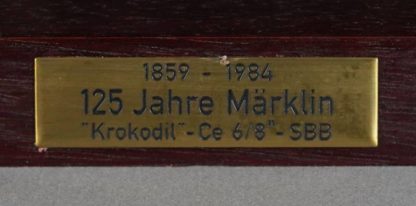 1859 - 1984
125 Jahre Märklin
"Krokodil"-Ce 6/8"-SBB